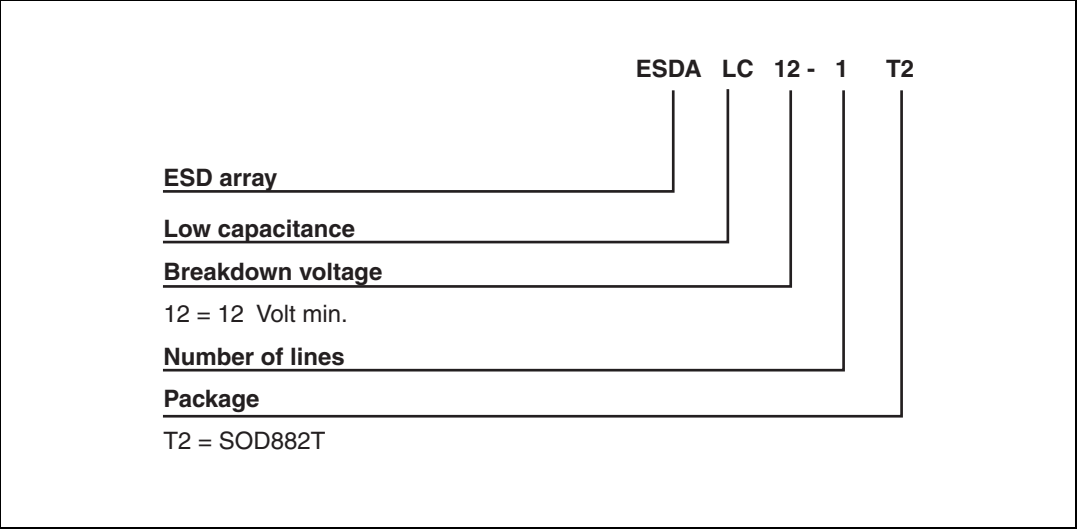 ESDA LC 12 - 1 T2
ESD array
Low capacitance
Breakdown voltage
12 = 12 Volt min.
Number of lines
Package
T2 = SOD882T